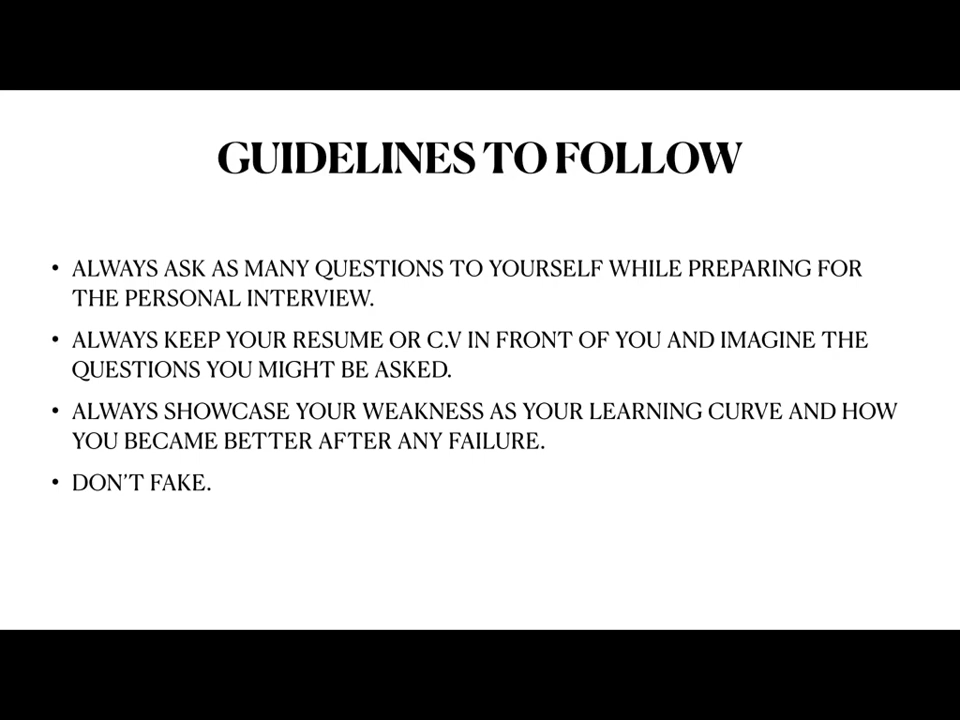 GUIDELINES TO FOLLOW
• ALWAYS ASK AS MANY QUESTIONS TO YOURSELF WHILE PREPARING FOR
THE PERSONAL INTERVIEW.
• ALWAYS KEEP YOUR RESUME OR C.V IN FRONT OF YOU AND IMAGINE THE
QUESTIONS YOU MIGHT BE ASKED.
• ALWAYS SHOWCASE YOUR WEAKNESS AS YOUR LEARNING CURVE AND HOW
YOU BECAME BETTER AFTER ANY FAILURE.
• DON'T FAKE.